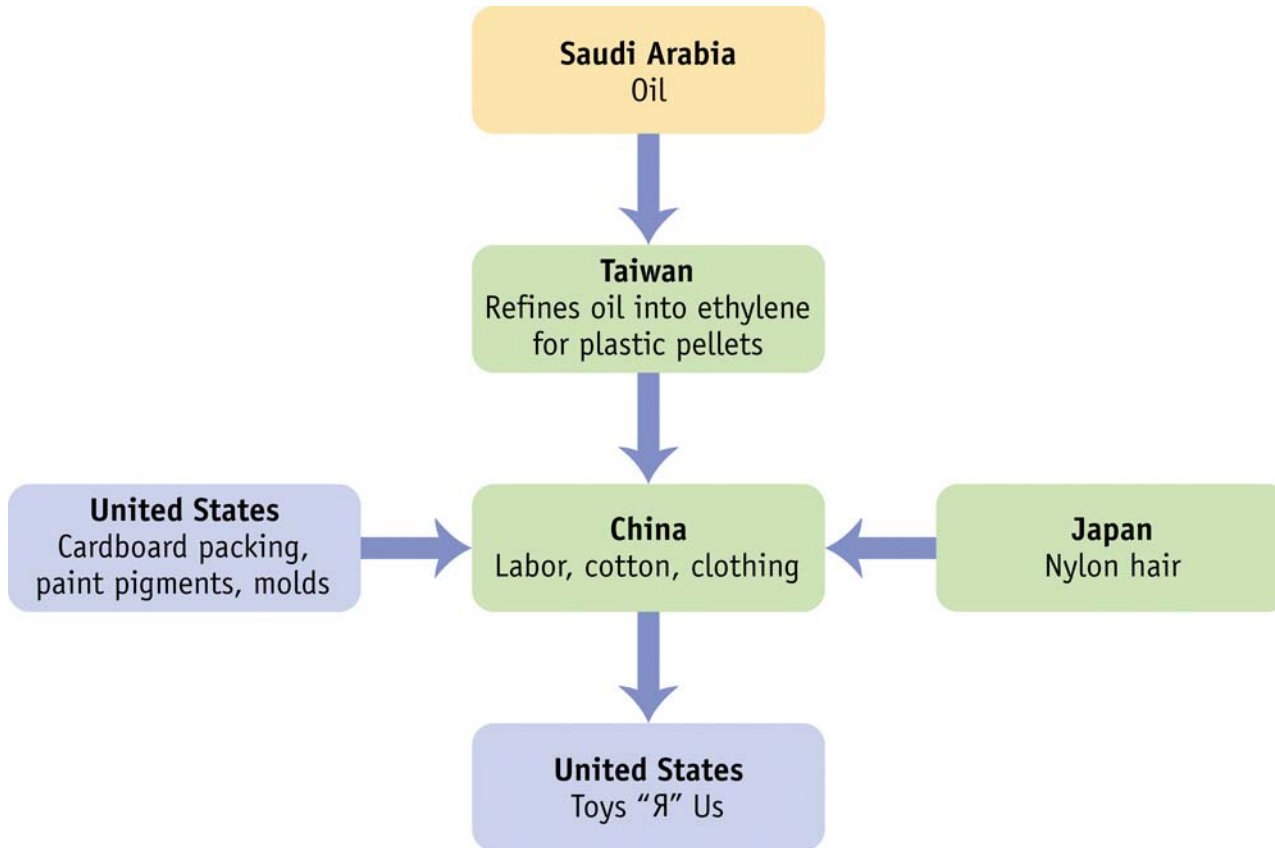 Saudi Arabia
Oil
Taiwan
Refines oil into ethylene
for plastic pellets
United States
Cardboard packing,
paint pigments, molds
China
Labor, cotton, clothing
Japan
Nylon hair
United States
Toys “Я” Us